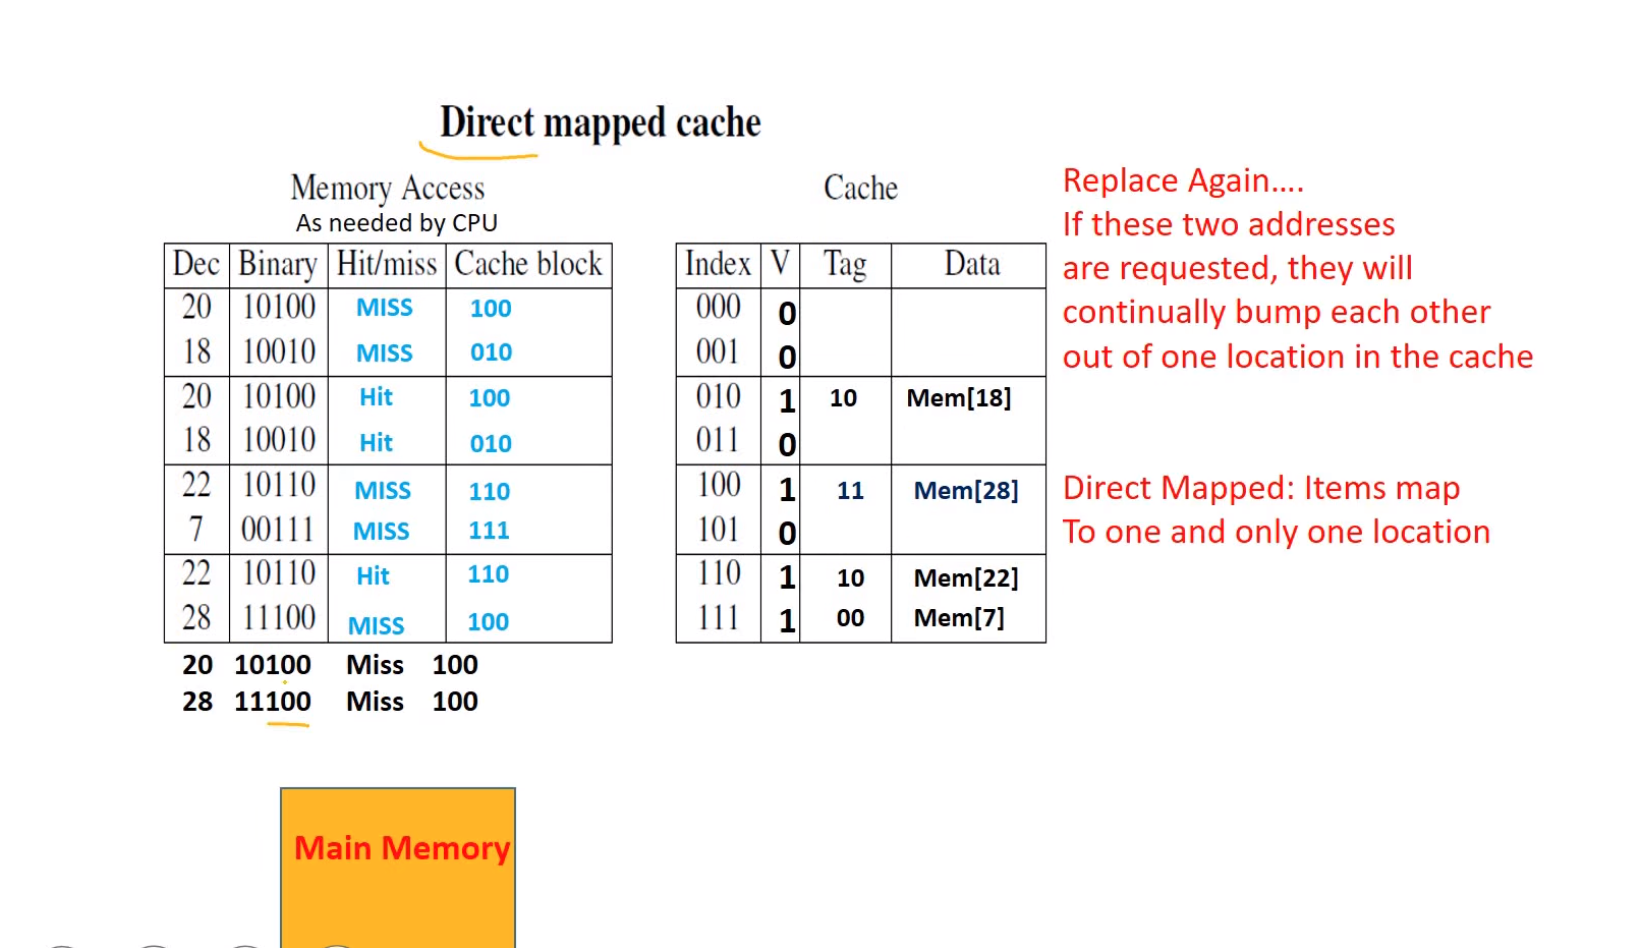 Direct mapped cache
Memory Access
As needed by CPU
Dec Binary Hit/miss Cache block
20 10100 MISS 100
18 10010 MISS 010
20 10100 Hit 100
18 10010 Hit 010
22 10110 MISS 110
7 00111 MISS 111
22 10110 Hit 110
28 11100 MISS 100
20 10100 Miss 100
28 11100 Miss 100
Cache
Index V Tag Data
000 0
001 0
010 1 10 Mem[18]
011 0
100 1 11 Mem[28]
101 0
110 1 10 Mem[22]
111 1 00 Mem[7]
Replace Again....
If these two addresses
are requested, they will
continually bump each other
out of one location in the cache
Direct Mapped: Items map
To one and only one location
Main Memory